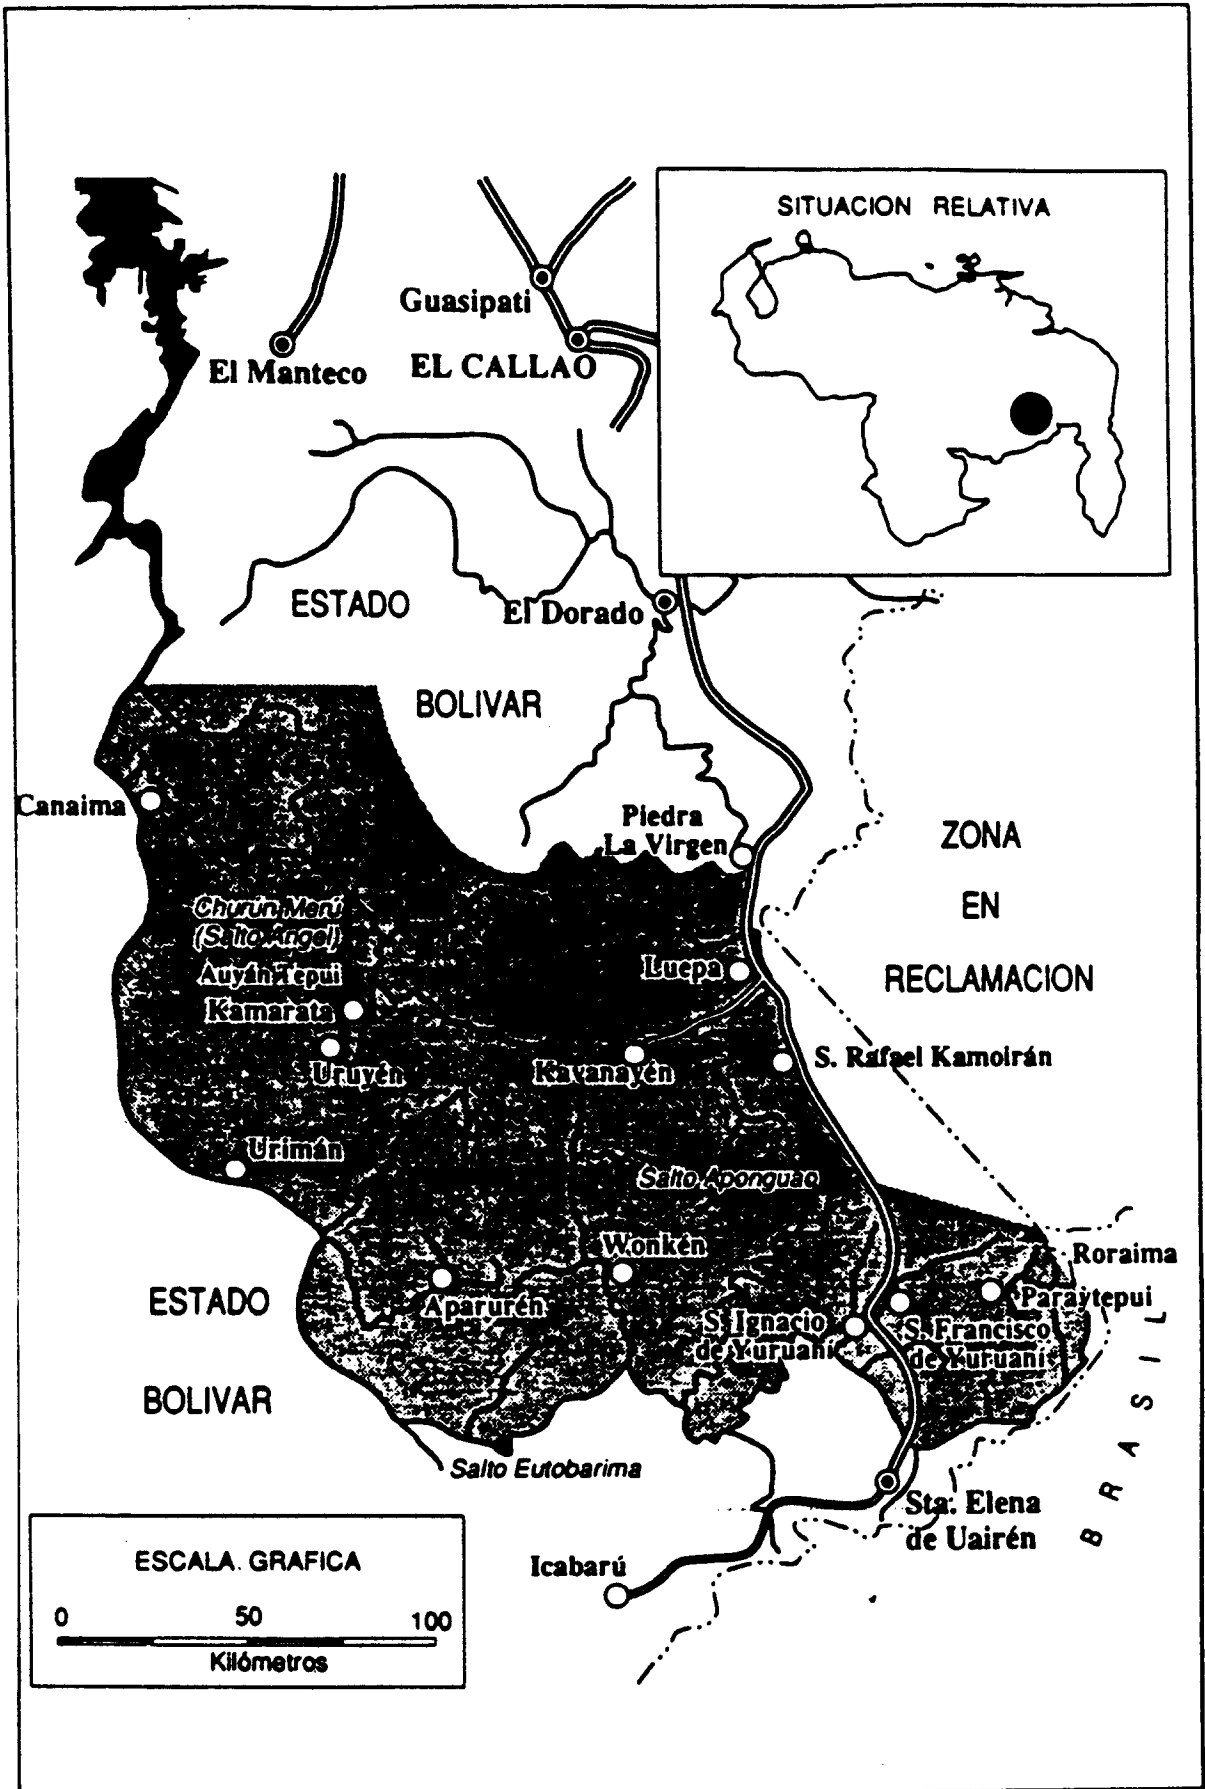 SITUACION RELATIVA
Guasipati
El Manteco
EL CALLAO
ESTADO
El Dorado
BOLIVAR
Canaima
Piedra
La Virgen
ZONA
EN
RECLAMACION
Churún Merú
(Salto Angel)
Auyán Tepui
Kamarata
Uruyén
Luepa
Kavanayén
S. Rafael Kamoirán
Urimán
Salto Aponguao
Wonkén
Roraima
Paraytepui
Aparurén
S. Ignacio
de Yuruaní
S. Francisco
de Yuruaní
ESTADO
BOLIVAR
BRASIL
Salto Eutobarima
Sta. Elena
de Uairén
Icabarú
ESCALA. GRAFICA
0 50 100
Kilómetros